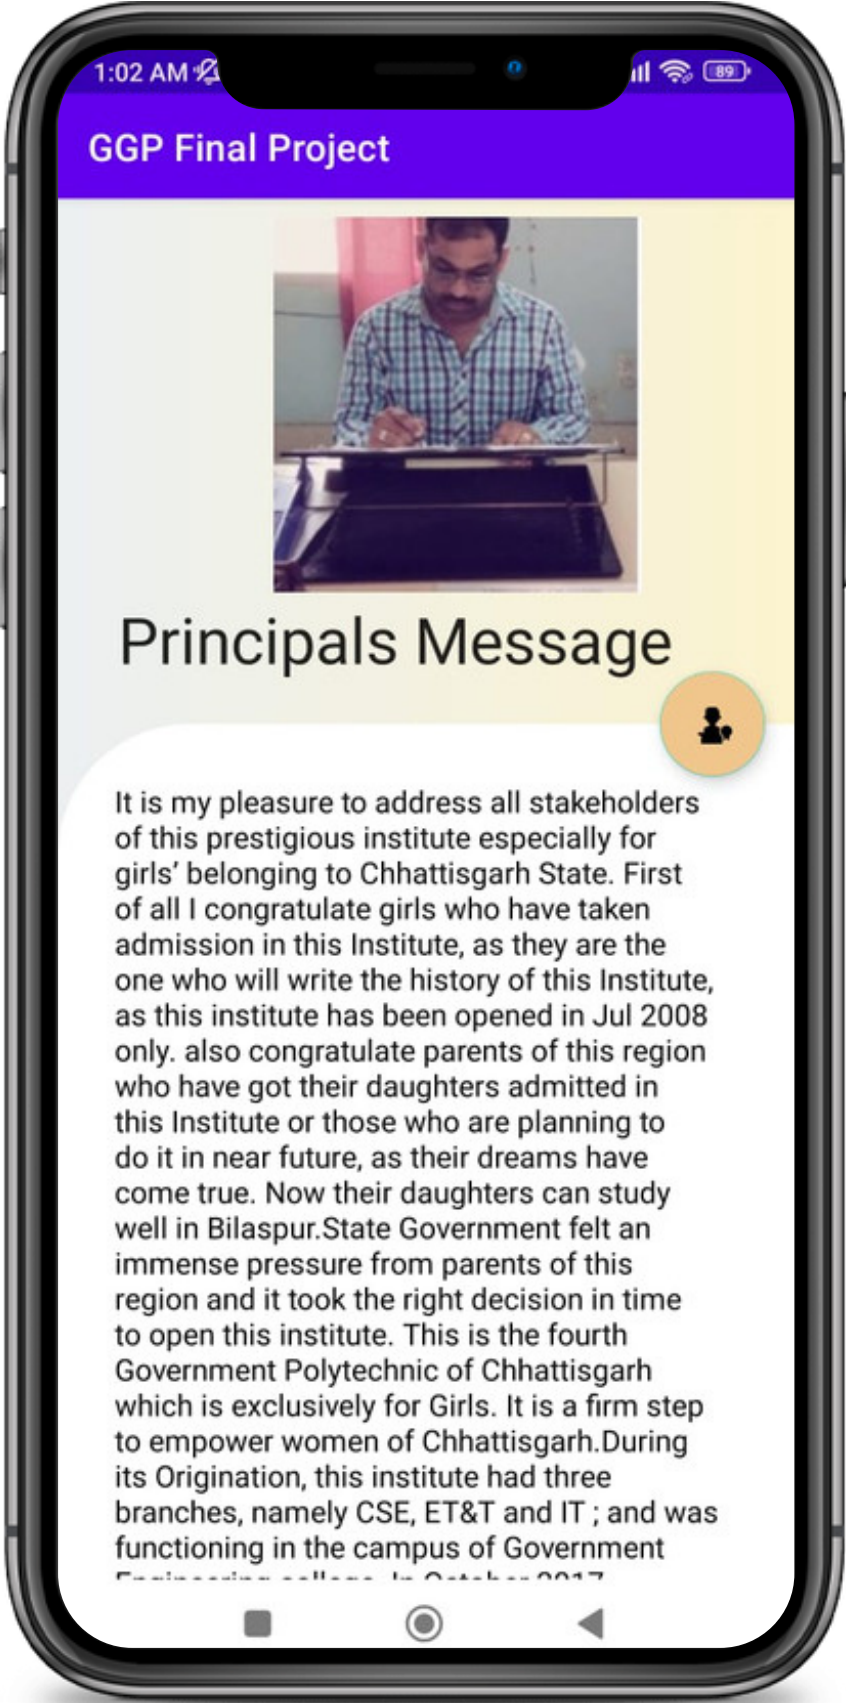 1:02 AM
89
GGP Final Project
Principals Message
It is my pleasure to address all stakeholders
of this prestigious institute especially for
girls’ belonging to Chhattisgarh State. First
of all I congratulate girls who have taken
admission in this Institute, as they are the
one who will write the history of this Institute,
as this institute has been opened in Jul 2008
only. also congratulate parents of this region
who have got their daughters admitted in
this Institute or those who are planning to
do it in near future, as their dreams have
come true. Now their daughters can study
well in Bilaspur.State Government felt an
immense pressure from parents of this
region and it took the right decision in time
to open this institute. This is the fourth
Government Polytechnic of Chhattisgarh
which is exclusively for Girls. It is a firm step
to empower women of Chhattisgarh.During
its Origination, this institute had three
branches, namely CSE, ET&T and IT ; and was
functioning in the campus of Government
Engineering college. In October 2017